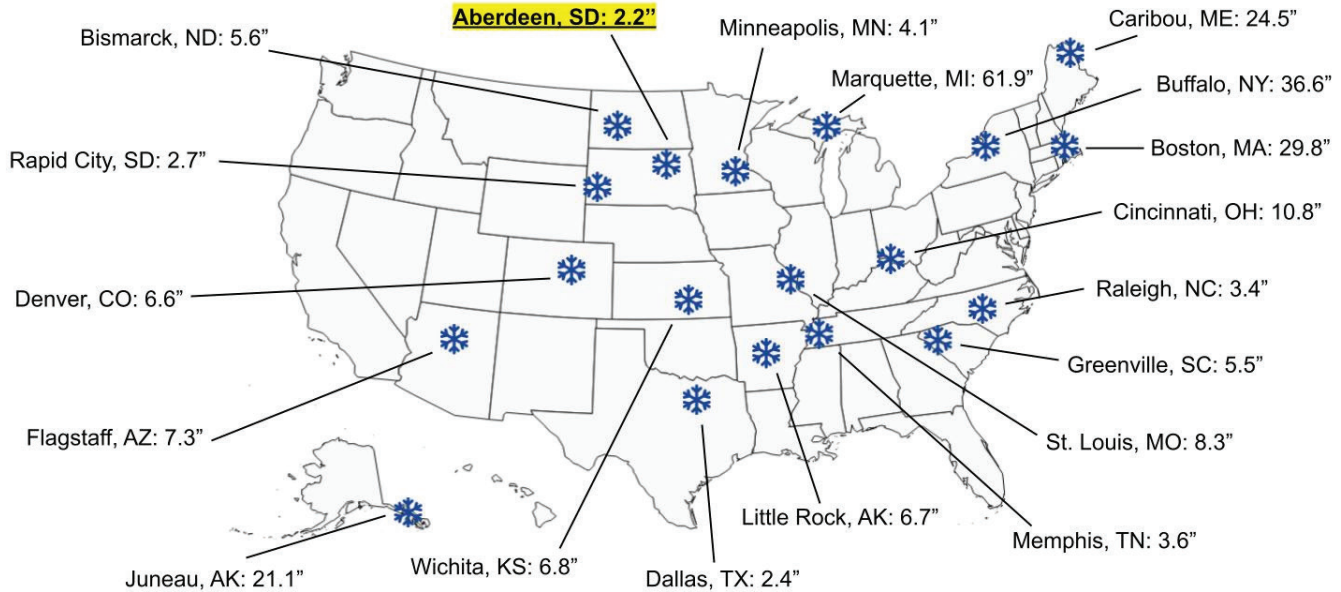 Aberdeen, SD: 2.2”
Bismarck, ND: 5.6”
Minneapolis, MN: 4.1”
Caribou, ME: 24.5”
Marquette, MI: 61.9”
Buffalo, NY: 36.6”
Rapid City, SD: 2.7”
Boston, MA: 29.8”
Cincinnati, OH: 10.8”
Denver, CO: 6.6”
Raleigh, NC: 3.4”
Greenville, SC: 5.5”
Flagstaff, AZ: 7.3”
St. Louis, MO: 8.3”
Little Rock, AK: 6.7”
Memphis, TN: 3.6”
Juneau, AK: 21.1”
Wichita, KS: 6.8”
Dallas, TX: 2.4”